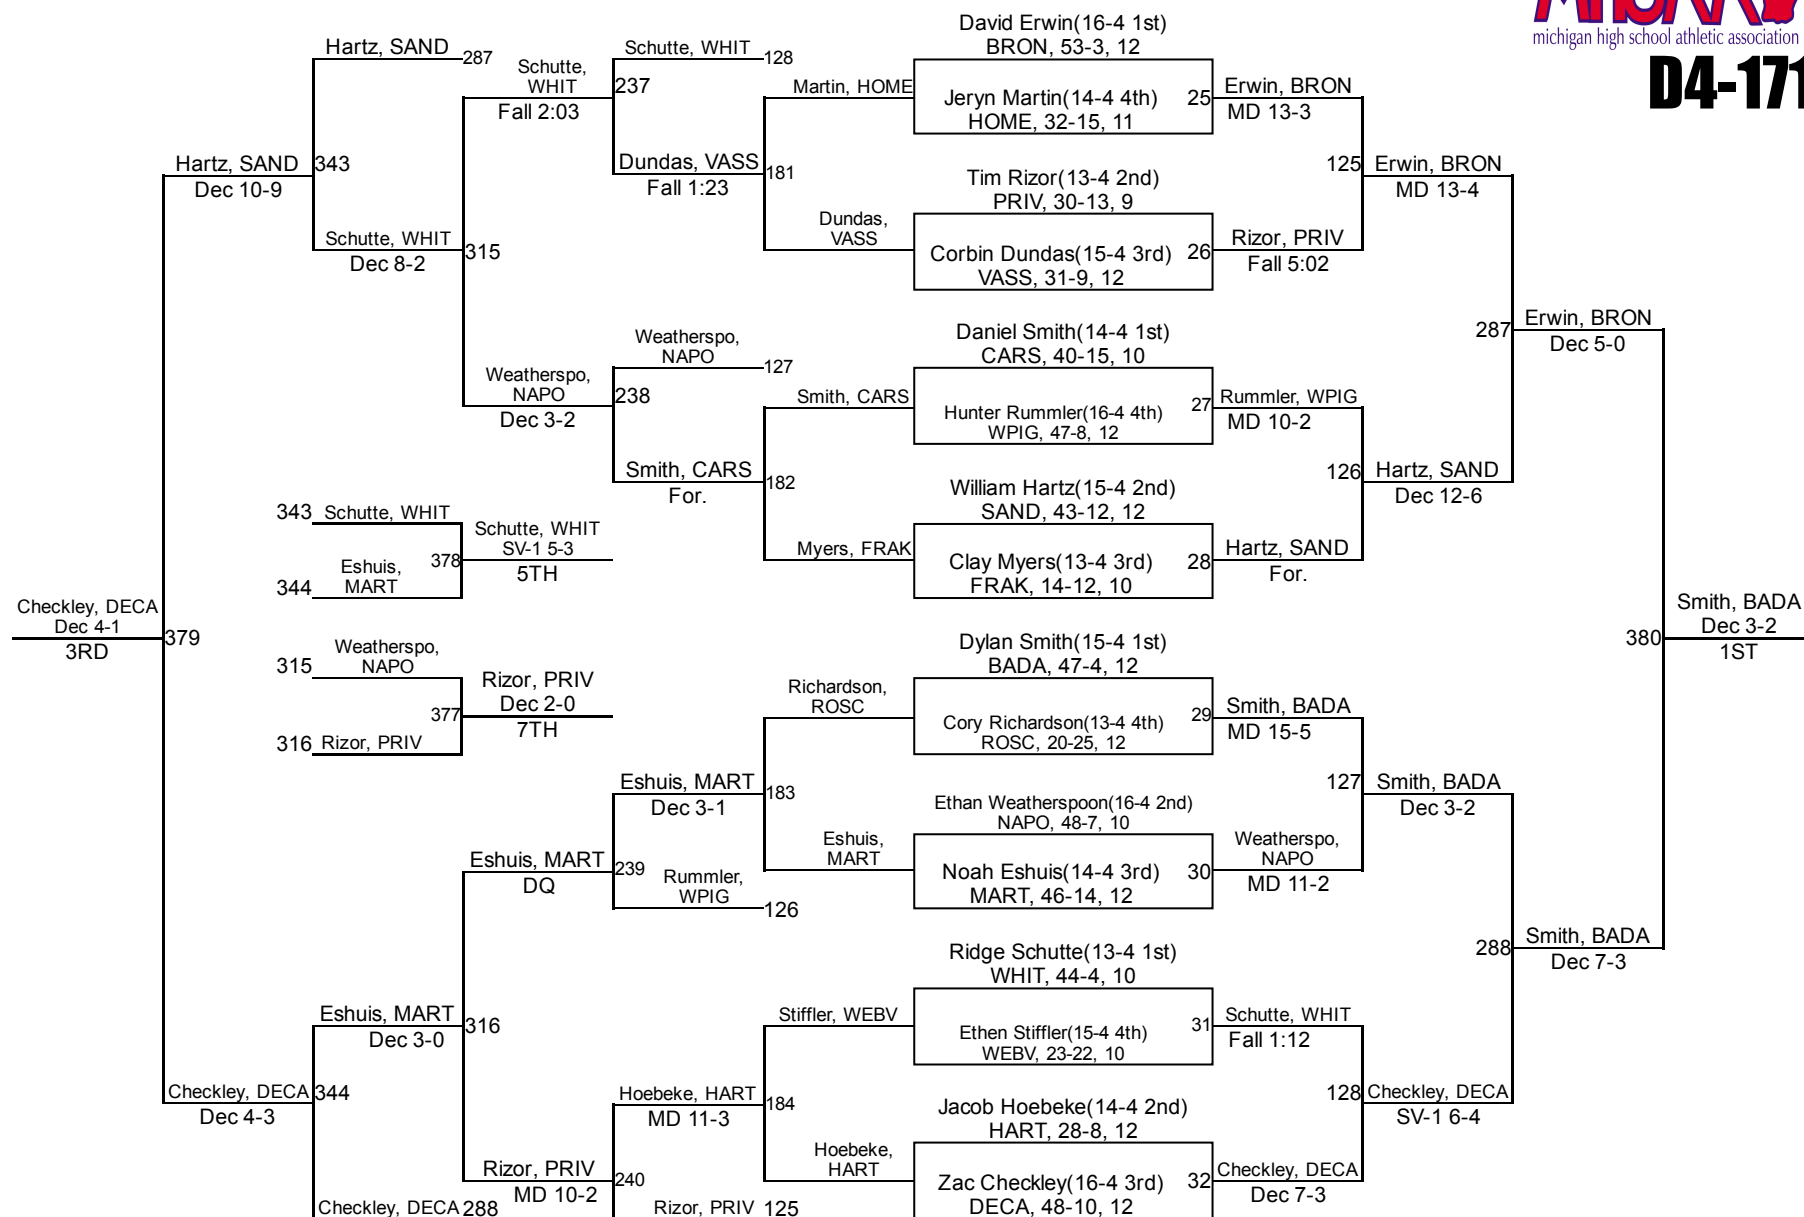 MHSAA
michigan high school athletic association
D4-171
Hartz, SAND
287
Hartz, SAND
343
Dec 10-9
Schutte, WHIT
315
Dec 8-2
Schutte,
WHIT
237
Fall 2:03
Schutte, WHIT
128
Dundas, VASS
181
Fall 1:23
Martin, HOME
Dundas,
VASS
Weatherspo,
NAPO
238
Dec 3-2
Weatherspo,
NAPO
127
Smith, CARS
182
For.
Smith, CARS
Myers, FRAK
David Erwin(16-4 1st)
BRON, 53-3, 12
Jeryn Martin(14-4 4th)
HOME, 32-15, 11
25
Erwin, BRON
MD 13-3
Tim Rizor(13-4 2nd)
PRIV, 30-13, 9
Corbin Dundas(15-4 3rd)
VASS, 31-9, 12
26
Rizor, PRIV
Fall 5:02
125
Erwin, BRON
MD 13-4
Daniel Smith(14-4 1st)
CARS, 40-15, 10
Hunter Rummler(16-4 4th)
WPIG, 47-8, 12
27
Rummler, WPIG
MD 10-2
William Hartz(15-4 2nd)
SAND, 43-12, 12
Clay Myers(13-4 3rd)
FRAK, 14-12, 10
28
Hartz, SAND
For.
126
Hartz, SAND
Dec 12-6
287
Erwin, BRON
Dec 5-0
343 Schutte, WHIT
344
Eshuis,
MART
378
Schutte, WHIT
SV-1 5-3
5TH
Checkley, DECA
Dec 4-1
3RD
379
315
Weatherspo,
NAPO
316 Rizor, PRIV
377
Rizor, PRIV
Dec 2-0
7TH
380
Smith, BADA
Dec 3-2
1ST
Dylan Smith(15-4 1st)
BADA, 47-4, 12
Cory Richardson(13-4 4th)
ROSC, 20-25, 12
29
Smith, BADA
MD 15-5
Ethan Weatherspoon(16-4 2nd)
NAPO, 48-7, 10
Noah Eshuis(14-4 3rd)
MART, 46-14, 12
30
Weatherspo,
NAPO
MD 11-2
127
Smith, BADA
Dec 3-2
Richardson,
ROSC
Eshuis,
MART
Eshuis, MART
183
Dec 3-1
Rummler,
WPIG
126
Eshuis, MART
239
DQ
Eshuis, MART
316
Dec 3-0
Checkley, DECA
344
Dec 4-3
Ridge Schutte(13-4 1st)
WHIT, 44-4, 10
Ethen Stiffler(15-4 4th)
WEBV, 23-22, 10
31
Schutte, WHIT
Fall 1:12
Jacob Hoebeke(14-4 2nd)
HART, 28-8, 12
Zac Checkley(16-4 3rd)
DECA, 48-10, 12
32
Checkley, DECA
Dec 7-3
128
Checkley, DECA
SV-1 6-4
288
Smith, BADA
Dec 7-3
Stiffler, WEBV
Hoebeke,
HART
Hoebeke, HART
184
MD 11-3
Rizor, PRIV
240
MD 10-2
Rizor, PRIV 125
Checkley, DECA 288